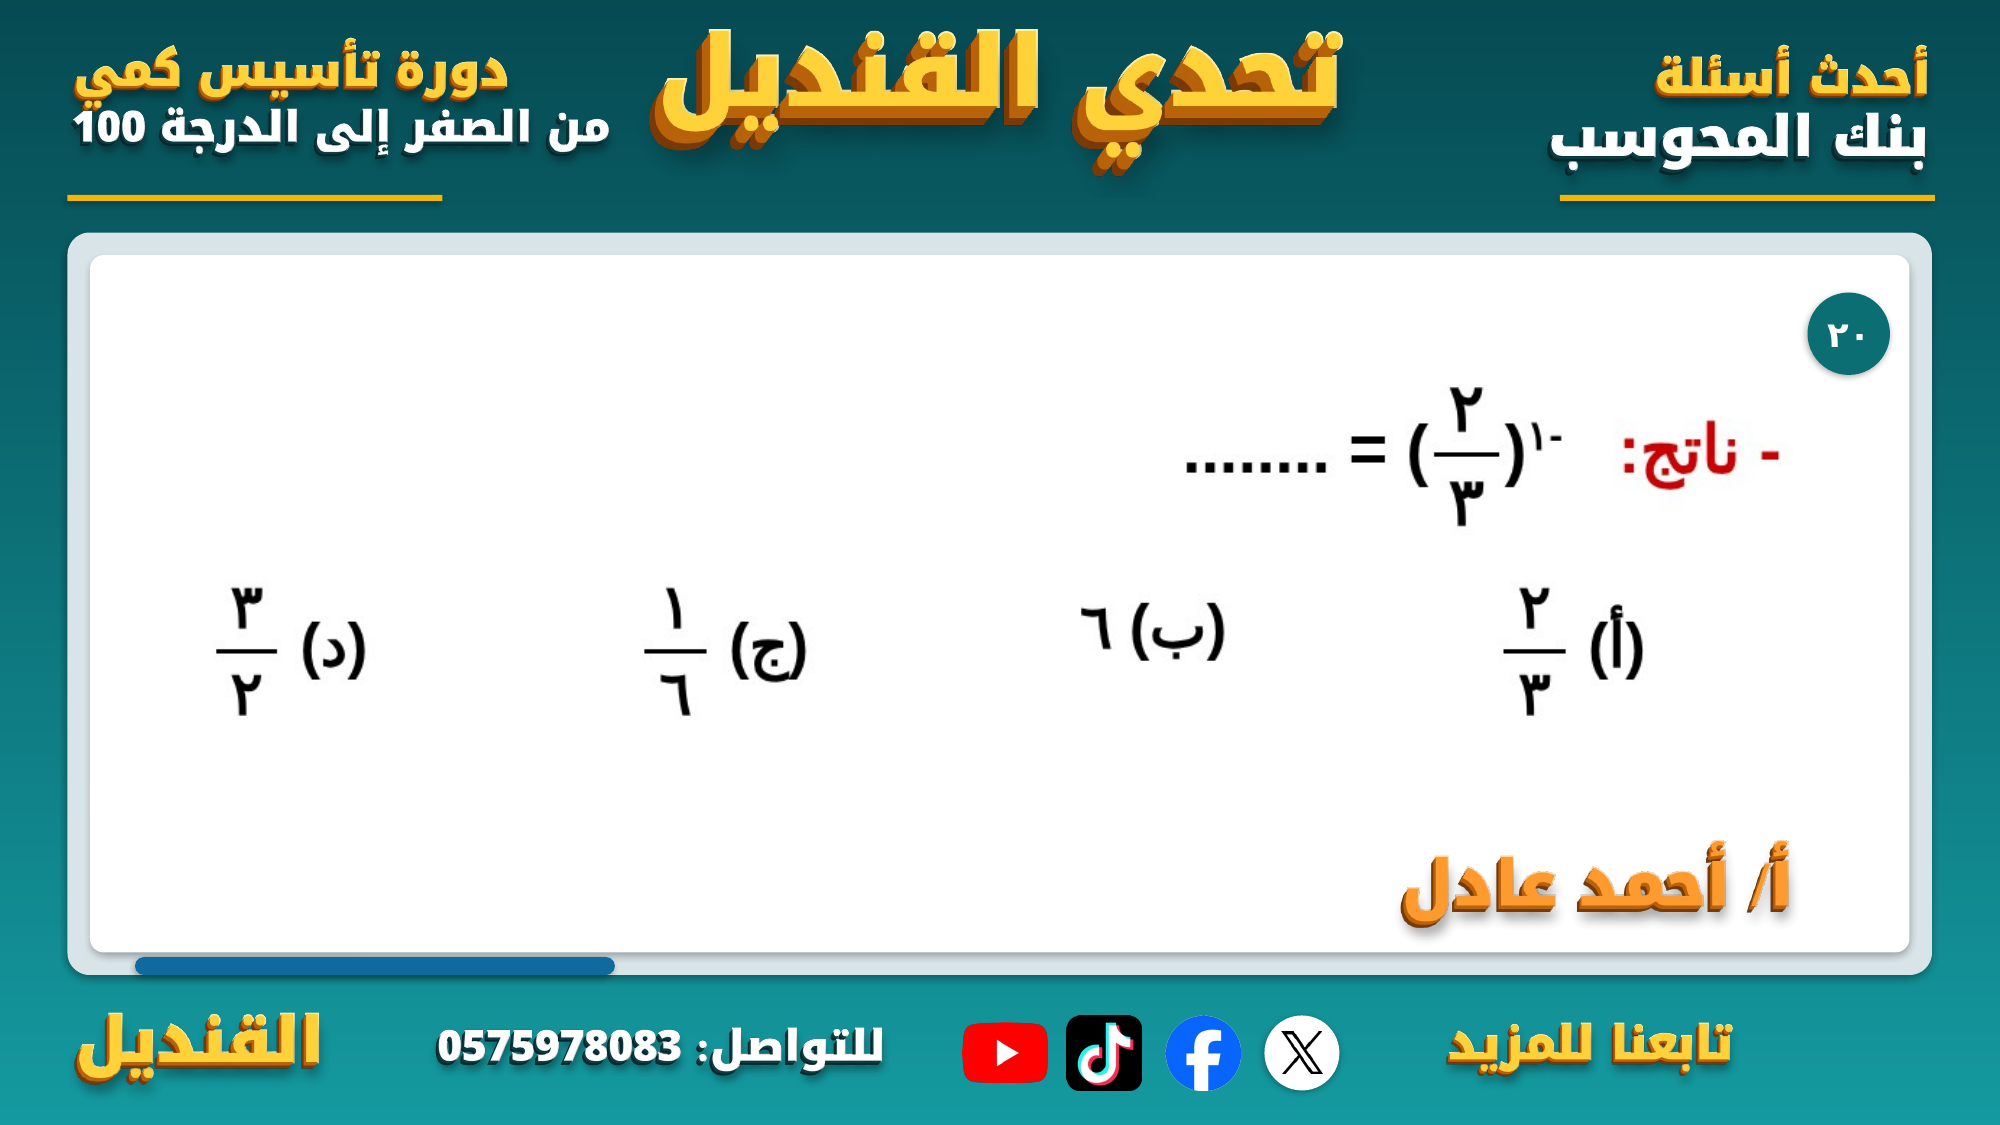 أحدث أسئلة
بنك المحوسب
تحدي القنديل
دورة تأسيس كمي
من الصفر إلى الدرجة 100
٢٠
- ناتج: (٢/٣)^-١ = ........
(أ) ٢/٣
(ب) ٦
(ج) ١/٦
(د) ٣/٢
أ/ أحمد عادل
تابعنا للمزيد
للتواصل: 0575978083
القنديل